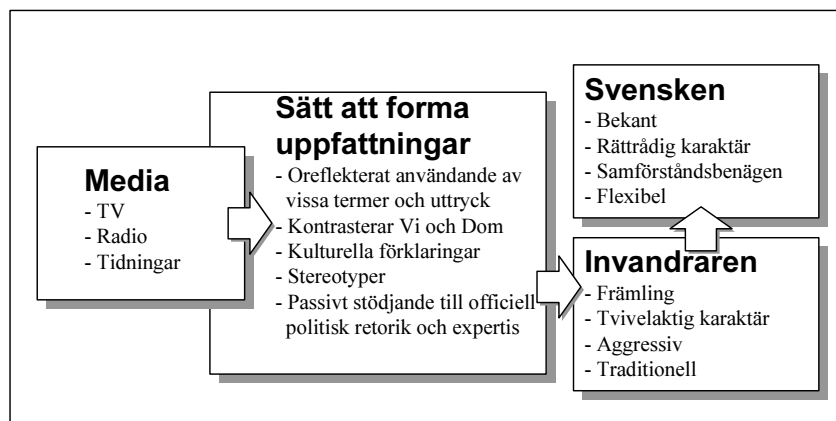 Media
- TV
- Radio
- Tidningar
Sätt att forma
uppfattningar
- Oreflekterat användande av
vissa termer och uttryck
- Kontrasterar Vi och Dom
- Kulturella förklaringar
- Stereotyper
- Passivt stödjande till officiell
politisk retorik och expertis
Svensken
- Bekant
- Rättrådig karaktär
- Samförståndsbenägen
- Flexibel
Invandraren
- Främling
- Tvivelaktig karaktär
- Aggressiv
- Traditionell